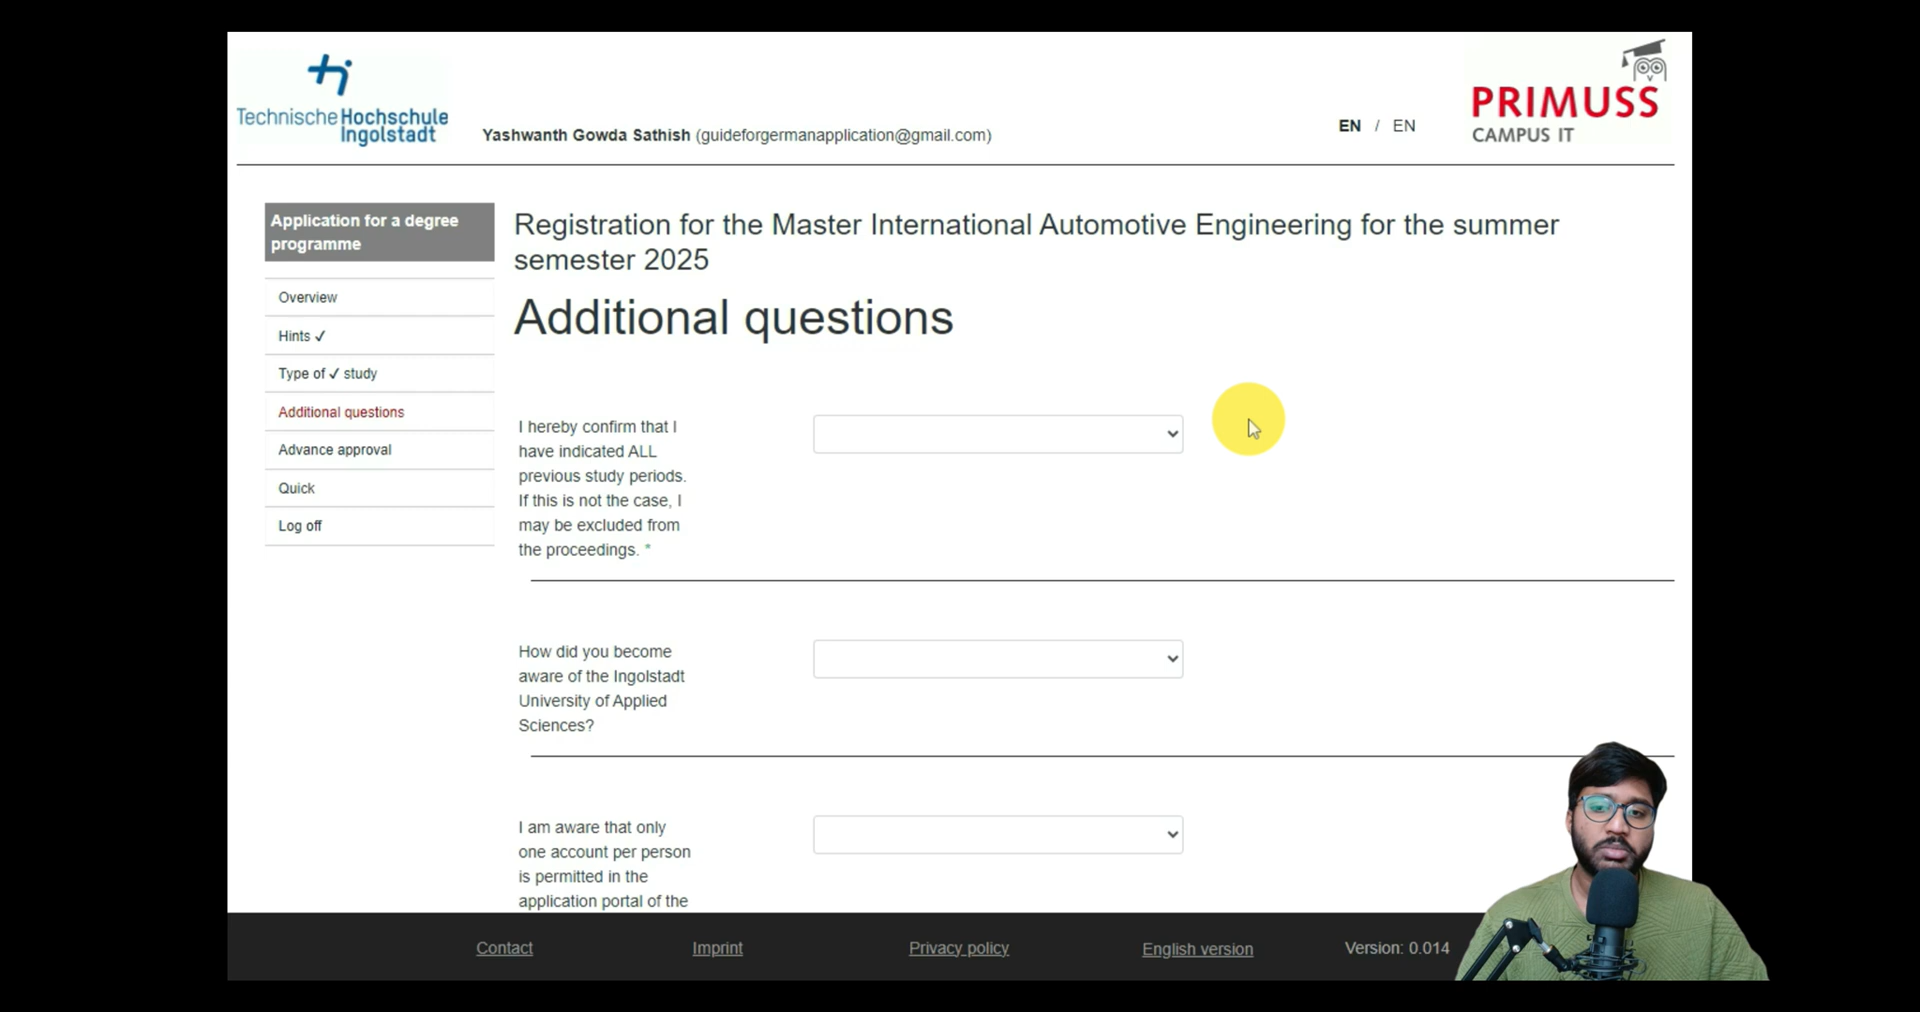 Technische Hochschule
Ingolstadt
Yashwanth Gowda Sathish (guideforgermanapplication@gmail.com)
EN / EN
PRIMUSS
CAMPUS IT
Application for a degree
programme
Overview
Hints ✓
Type of ✓ study
Additional questions
Advance approval
Quick
Log off
Registration for the Master International Automotive Engineering for the summer
semester 2025
Additional questions
I hereby confirm that I
have indicated ALL
previous study periods.
If this is not the case, I
may be excluded from
the proceedings. *
How did you become
aware of the Ingolstadt
University of Applied
Sciences?
I am aware that only
one account per person
is permitted in the
application portal of the
Contact
Imprint
Privacy policy
English version
Version: 0.014